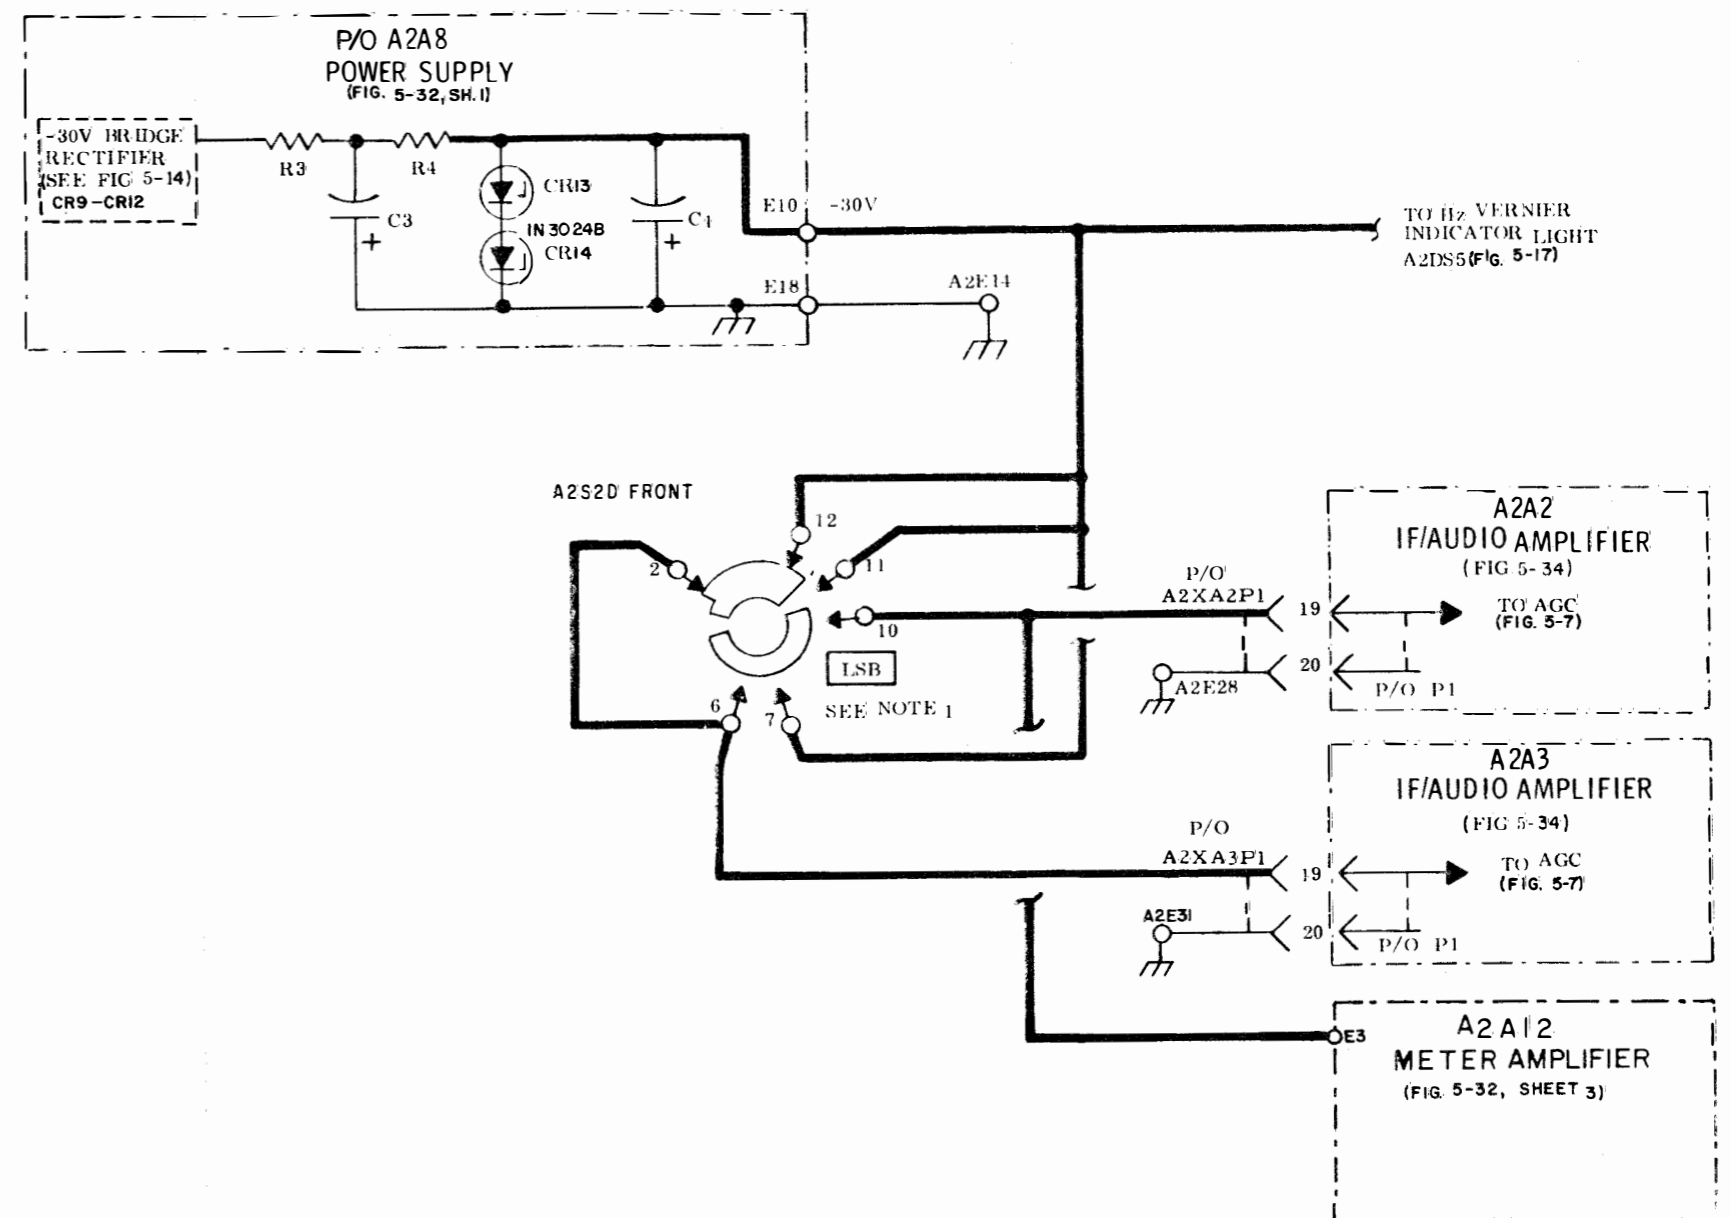 P/O A2A8
POWER SUPPLY
(FIG. 5-32, SH. 1)
-30V BRIDGE
RECTIFIER
(SEE FIG 5-14)
CR9-CR12
R3
R4
C3
+
CR13
1N3024B
CR14
C4
+
E10
-30V
E18
A2E14
TO Hz VERNIER
INDICATOR LIGHT
A2DS5 (FIG. 5-17)
A2S2D FRONT
12
2
11
10
LSB
6
7
SEE NOTE 1
P/O
A2XA2P1
19
20
A2E28
A2A2
IF/AUDIO AMPLIFIER
(FIG 5-34)
TO AGC
(FIG. 5-7)
P/O P1
P/O
A2XA3P1
19
A2E31
20
A2A3
IF/AUDIO AMPLIFIER
(FIG 5-34)
TO AGC
(FIG. 5-7)
P/O P1
E3
A2A12
METER AMPLIFIER
(FIG. 5-32, SHEET 3)